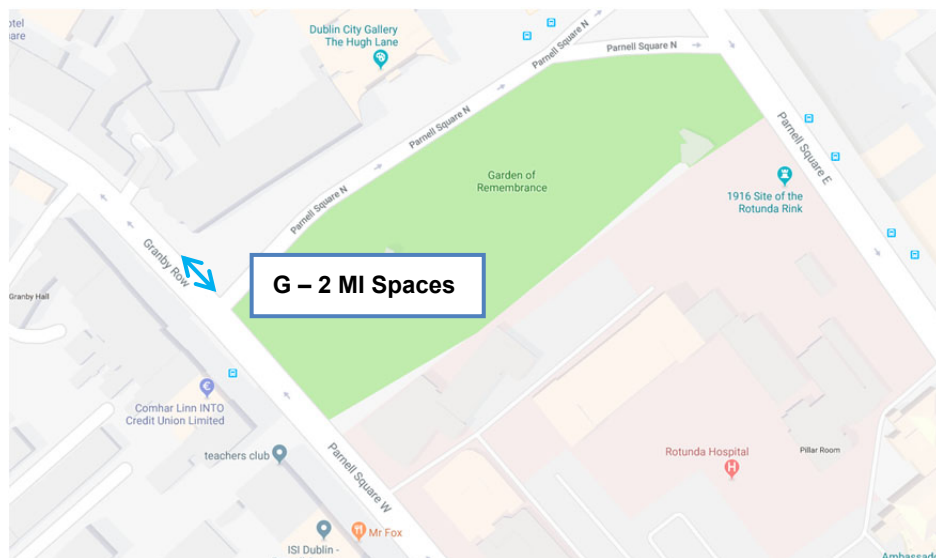 otel
are
Dublin City Gallery
The Hugh Lane
Parnell Square N
Parnell Square N
Parnell Square N
Parnell Square N
Parnell Square E
Garden of
Remembrance
1916 Site of the
Rotunda Rink
Granby Row
G – 2 MI Spaces
Granby Hall
Comhar Linn INTO
Credit Union Limited
teachers club
Parnell Square W
Rotunda Hospital
H
Pillar Room
Mr Fox
ISI Dublin -
Ambassado